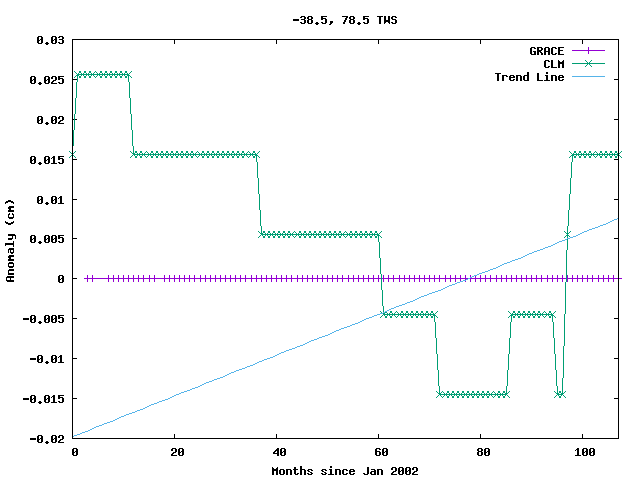 -38.5, 78.5 TWS
0.03
0.025
0.02
0.015
0.01
0.005
0
-0.005
-0.01
-0.015
-0.02
Anomaly (cm)
GRACE
CLM
Trend Line
0 20 40 60 80 100
Months since Jan 2002